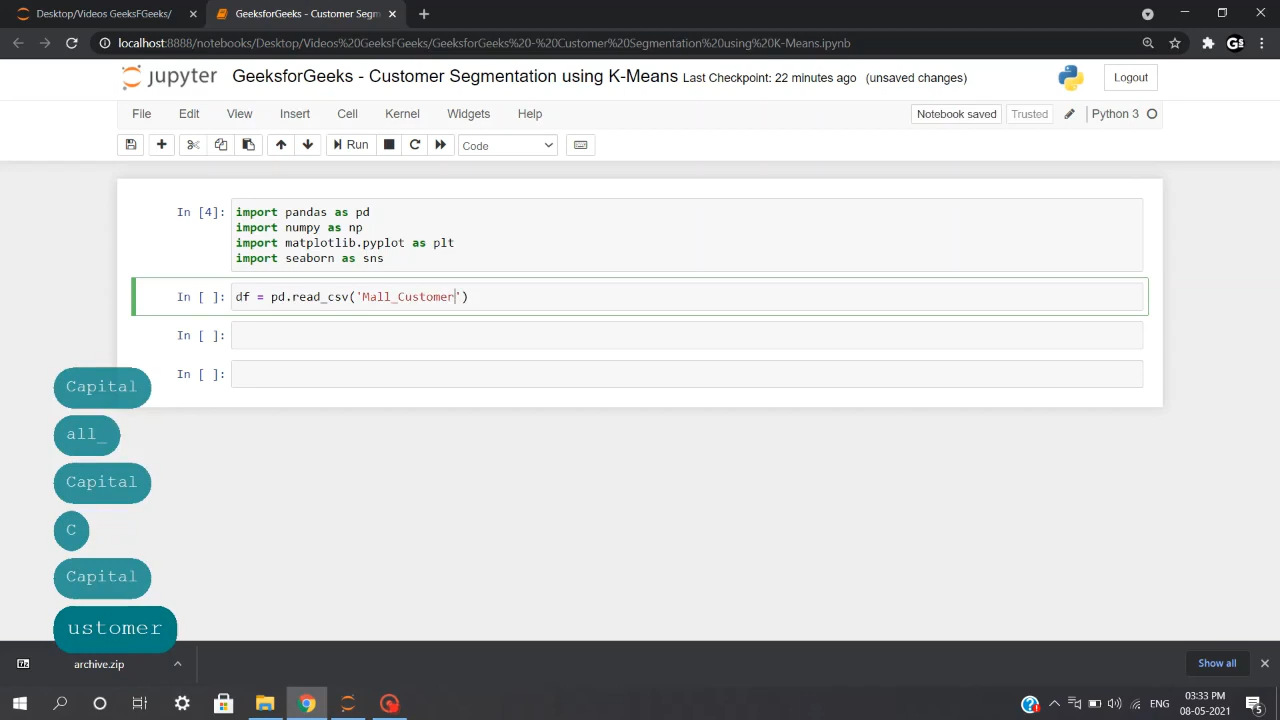 Desktop/Videos GeeksFGeeks/
GeeksforGeeks - Customer Segm
localhost:8888/notebooks/Desktop/Videos%20GeeksFGeeks/GeeksforGeeks%20-%20Customer%20Segmentation%20using%20K-Means.ipynb
jupyter GeeksforGeeks - Customer Segmentation using K-Means Last Checkpoint: 22 minutes ago (unsaved changes) Logout
File Edit View Insert Cell Kernel Widgets Help Notebook saved Trusted Python 3
Run Code
In [4]: import pandas as pd
import numpy as np
import matplotlib.pyplot as plt
import seaborn as sns
In [ ]: df = pd.read_csv('Mall_Customer')
In [ ]:
In [ ]:
Capital
all_
Capital
C
Capital
ustomer
archive.zip Show all
ENG 03:33 PM
08-05-2021
5